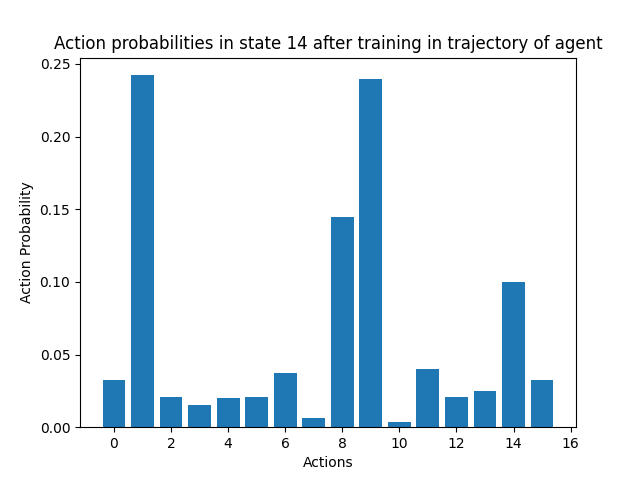 Action probabilities in state 14 after training in trajectory of agent
0.25
0.20
0.15
0.10
0.05
0.00
Action Probability
0 2 4 6 8 10 12 14 16
Actions